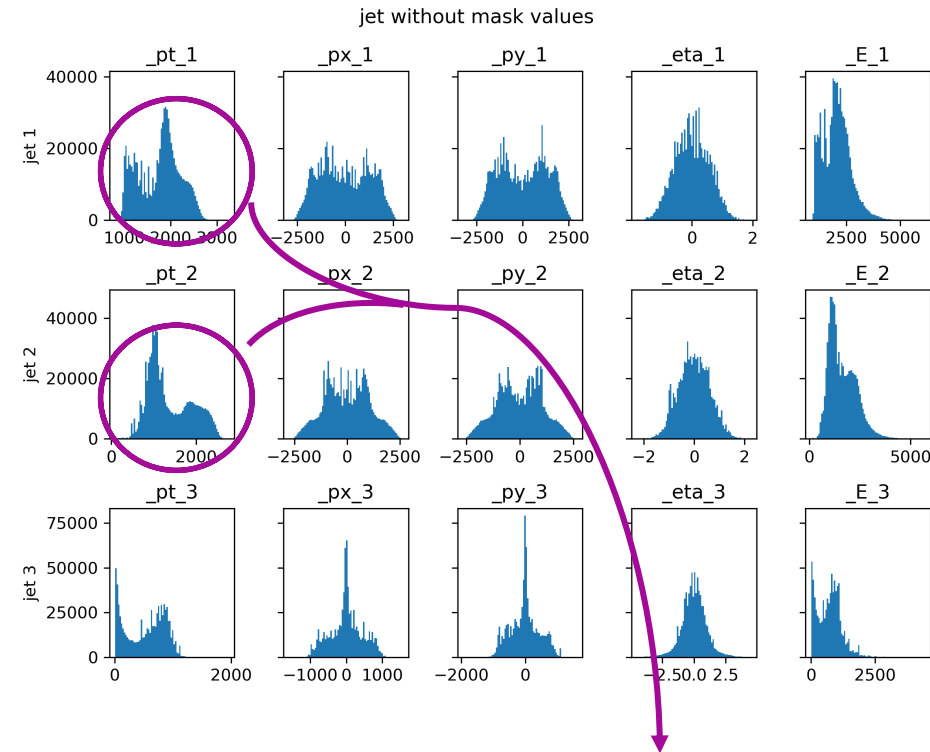 jet without mask values
_pt_1 _px_1 _py_1 _eta_1 _E_1
40000
20000
0
jet 1
1000 2000 3000 −2500 0 2500 −2500 0 2500 0 2 2500 5000
_pt_2 _px_2 _py_2 _eta_2 _E_2
40000
20000
0
jet 2
0 2000 −2500 0 2500 −2500 0 2500 −2 0 2 0 5000
_pt_3 _px_3 _py_3 _eta_3 _E_3
75000
50000
25000
0
jet 3
0 2000 −1000 0 1000 −2000 0 −2.5 0.0 2.5 0 2500